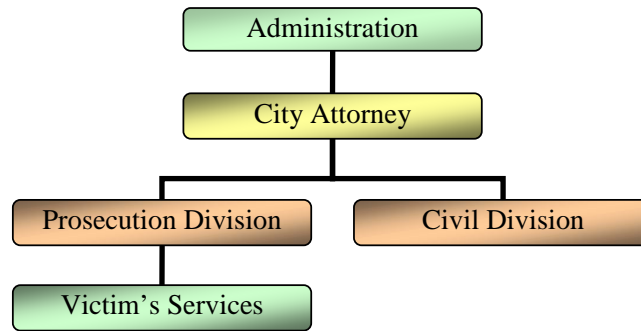 Administration
City Attorney
Prosecution Division
Civil Division
Victim’s Services